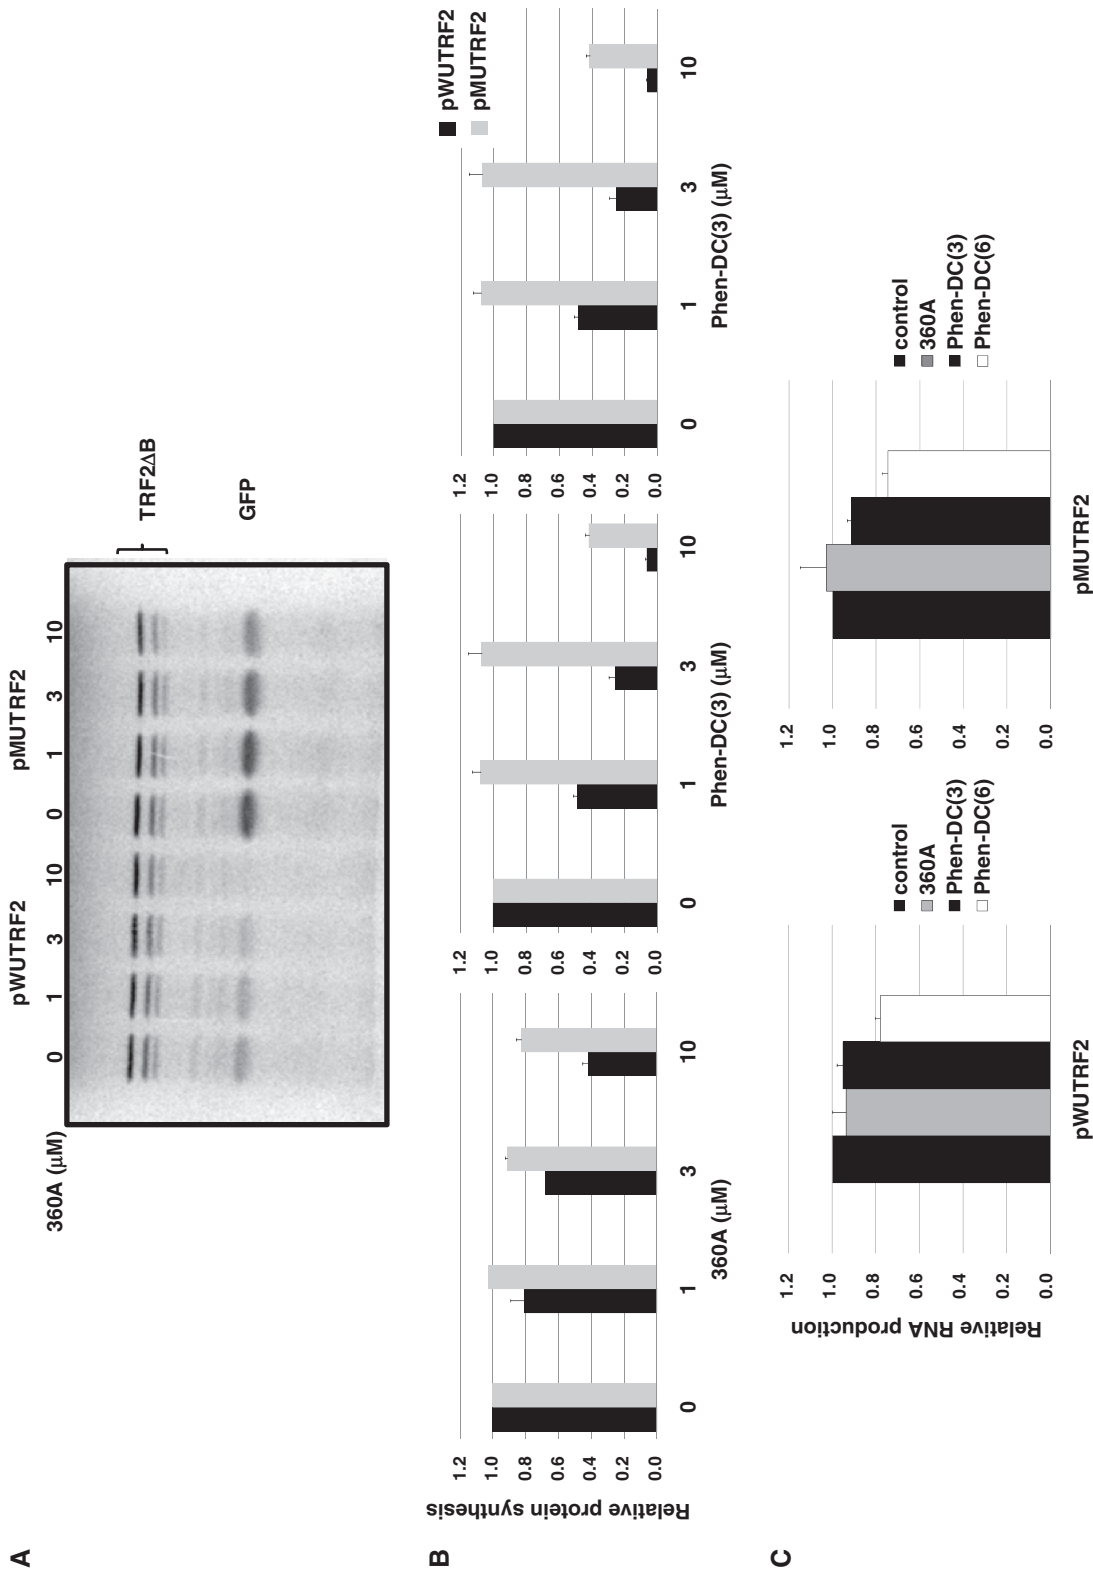 A
pWUTRF2 pMUTRF2
360A (μM) 0 1 3 10 0 1 3 10
TRF2ΔB
GFP
B
Relative protein synthesis
1.2
1.0
0.8
0.6
0.4
0.2
0.0
0 1 3 10
360A (μM)
1.2
1.0
0.8
0.6
0.4
0.2
0.0
0 1 3 10
Phen-DC(3) (μM)
1.2
1.0
0.8
0.6
0.4
0.2
0.0
0 1 3 10
Phen-DC(3) (μM)
pWUTRF2
pMUTRF2
C
Relative RNA production
1.2
1.0
0.8
0.6
0.4
0.2
0.0
pWUTRF2
control
360A
Phen-DC(3)
Phen-DC(6)
1.2
1.0
0.8
0.6
0.4
0.2
0.0
pMUTRF2
control
360A
Phen-DC(3)
Phen-DC(6)